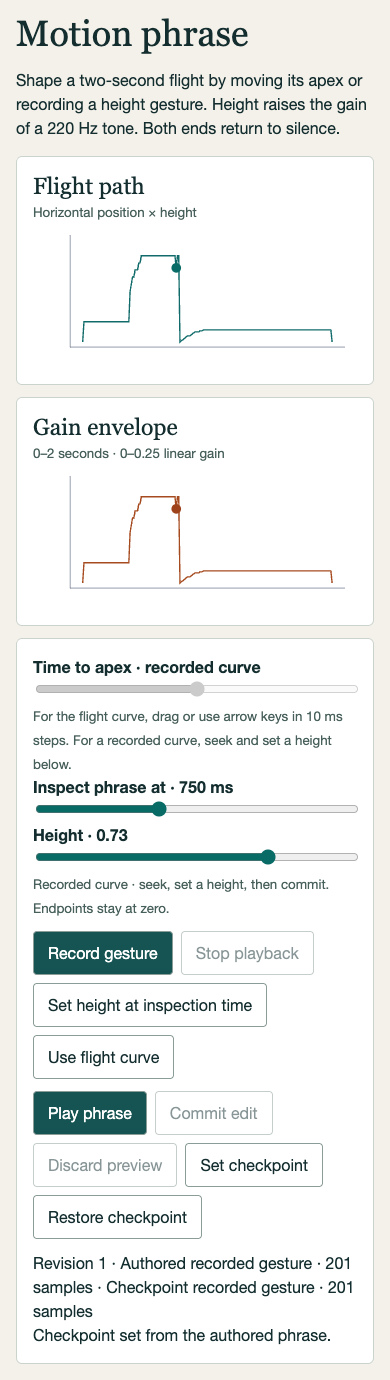 Motion phrase
Shape a two-second flight by moving its apex or
recording a height gesture. Height raises the gain
of a 220 Hz tone. Both ends return to silence.
Flight path
Horizontal position × height
Gain envelope
0–2 seconds · 0–0.25 linear gain
Time to apex · recorded curve
For the flight curve, drag or use arrow keys in 10 ms
steps. For a recorded curve, seek and set a height
below.
Inspect phrase at · 750 ms
Height · 0.73
Recorded curve · seek, set a height, then commit.
Endpoints stay at zero.
Record gesture
Stop playback
Set height at inspection time
Use flight curve
Play phrase
Commit edit
Discard preview
Set checkpoint
Restore checkpoint
Revision 1 · Authored recorded gesture · 201
samples · Checkpoint recorded gesture · 201
samples
Checkpoint set from the authored phrase.